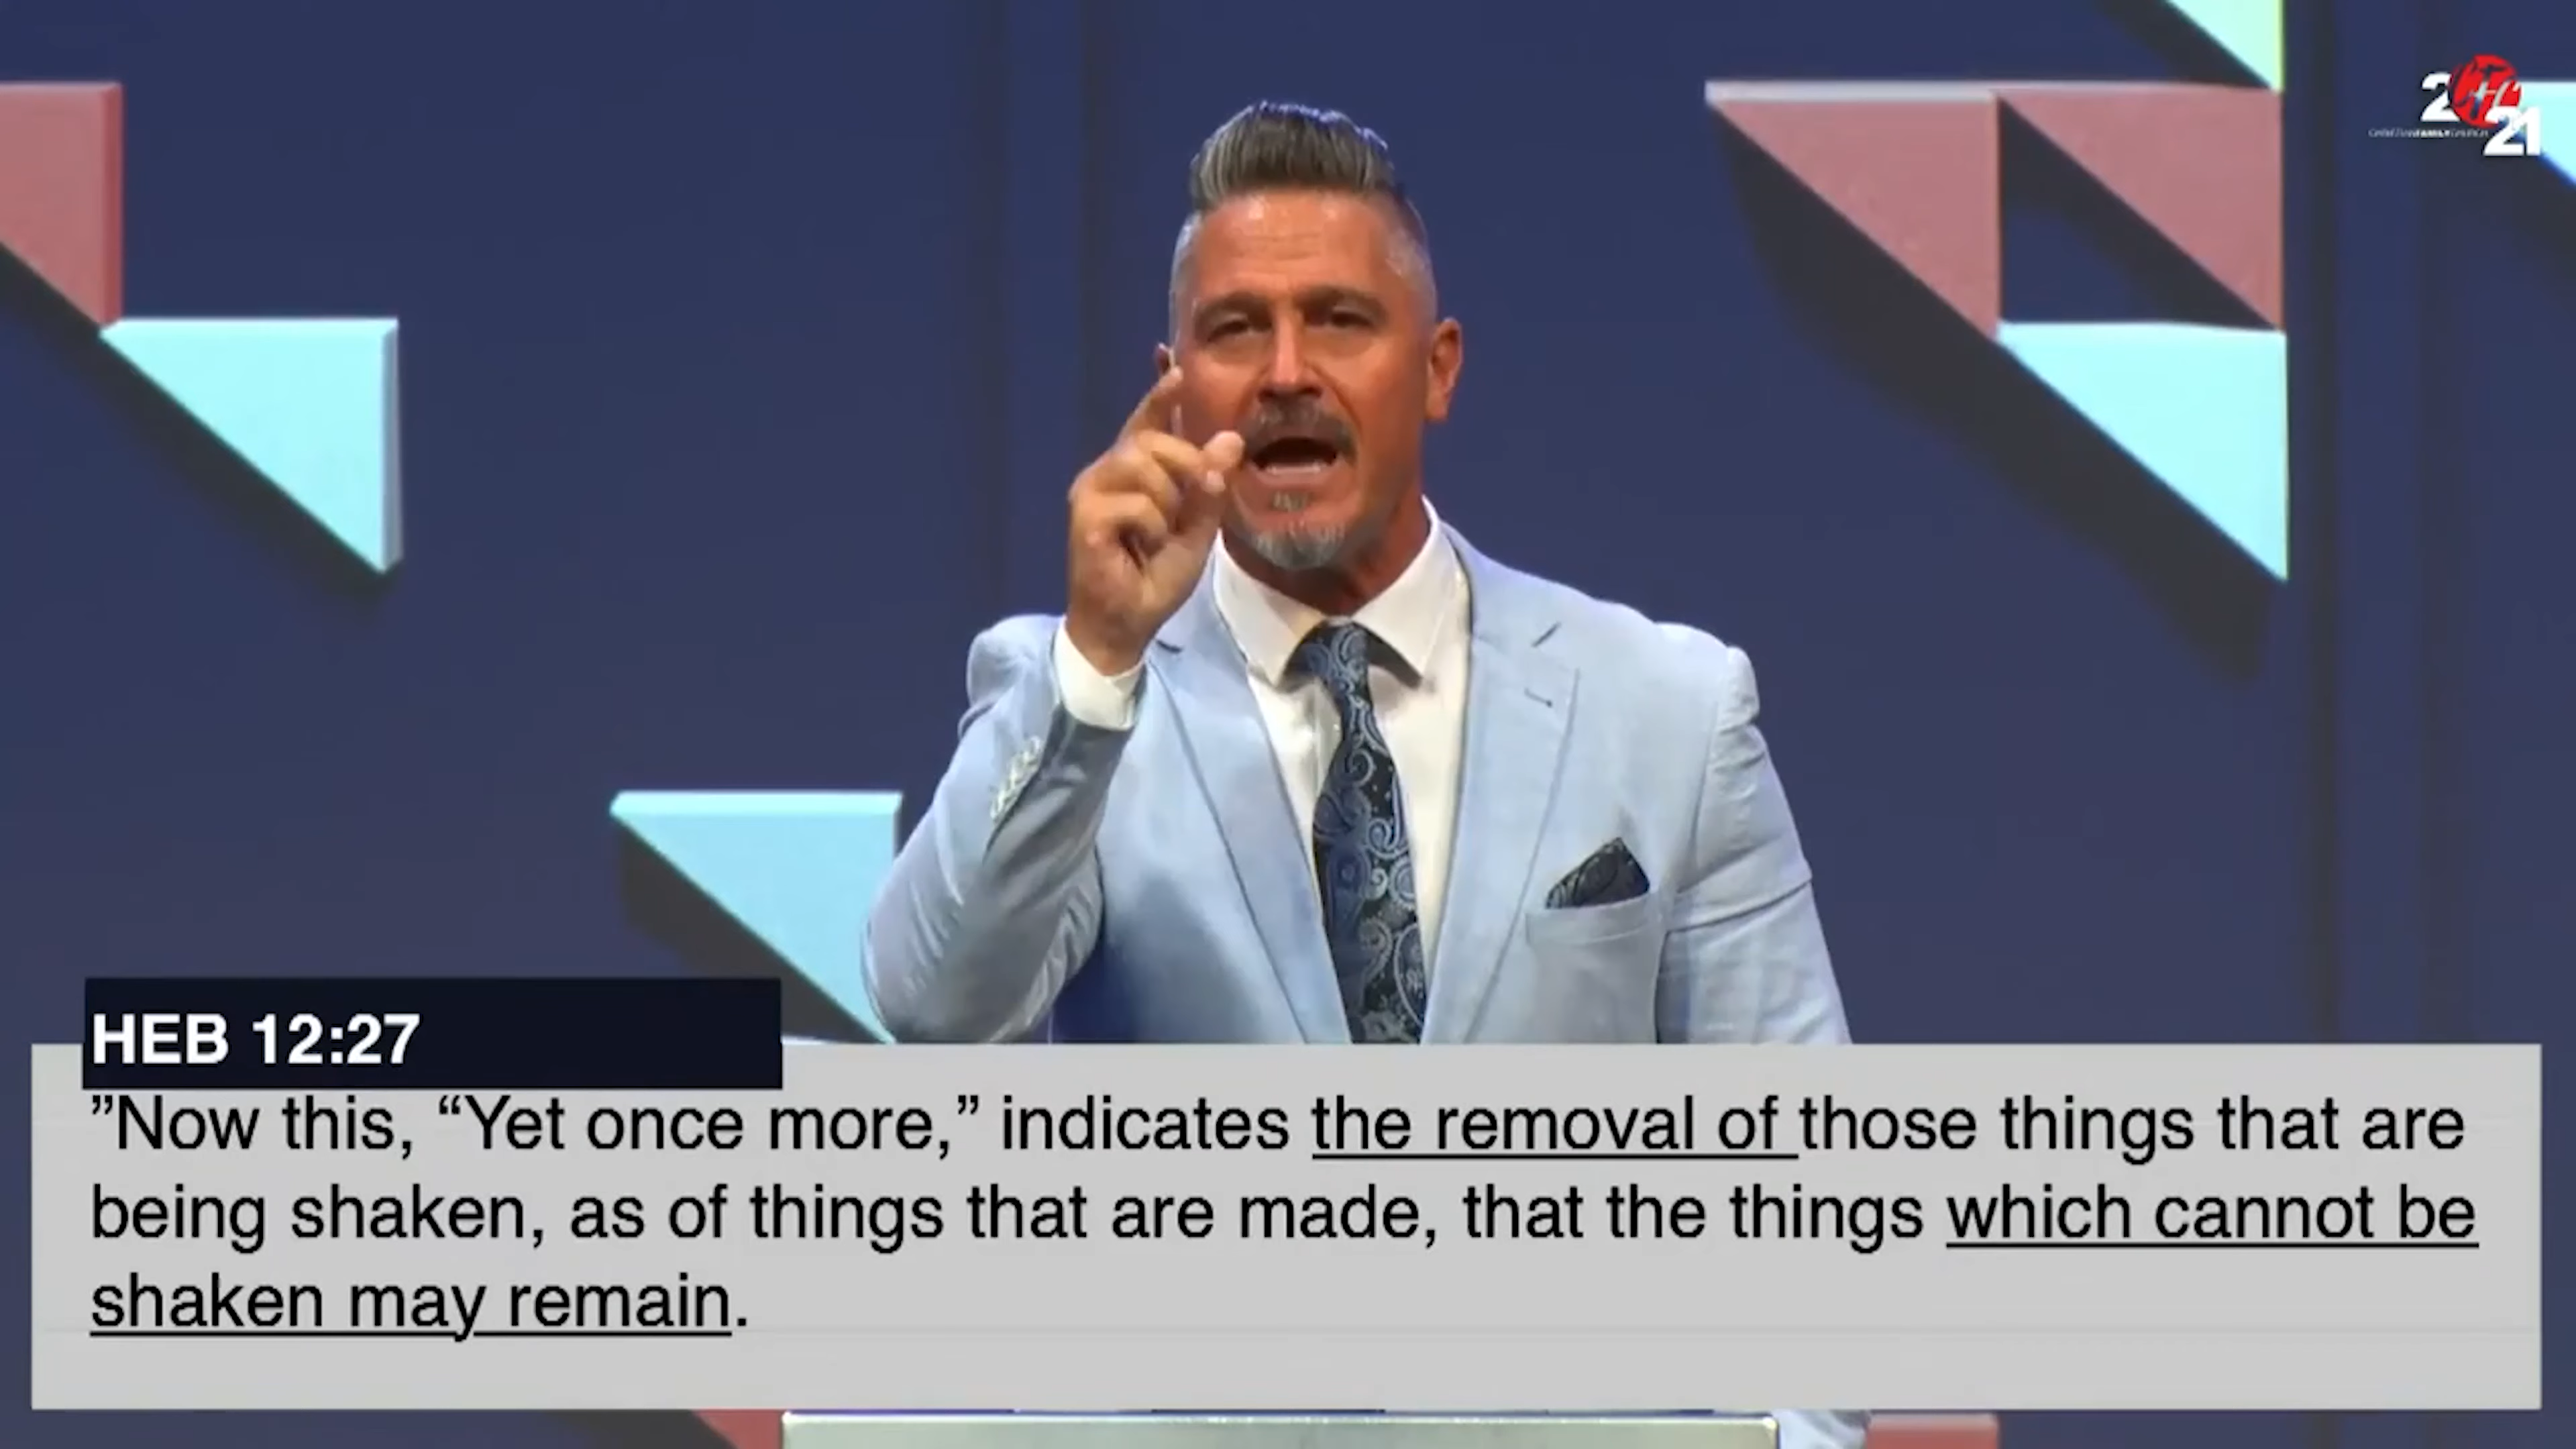 2021
CHRISTIANFAMILYCHURCH
HEB 12:27
”Now this, “Yet once more,” indicates the removal of those things that are
being shaken, as of things that are made, that the things which cannot be
shaken may remain.